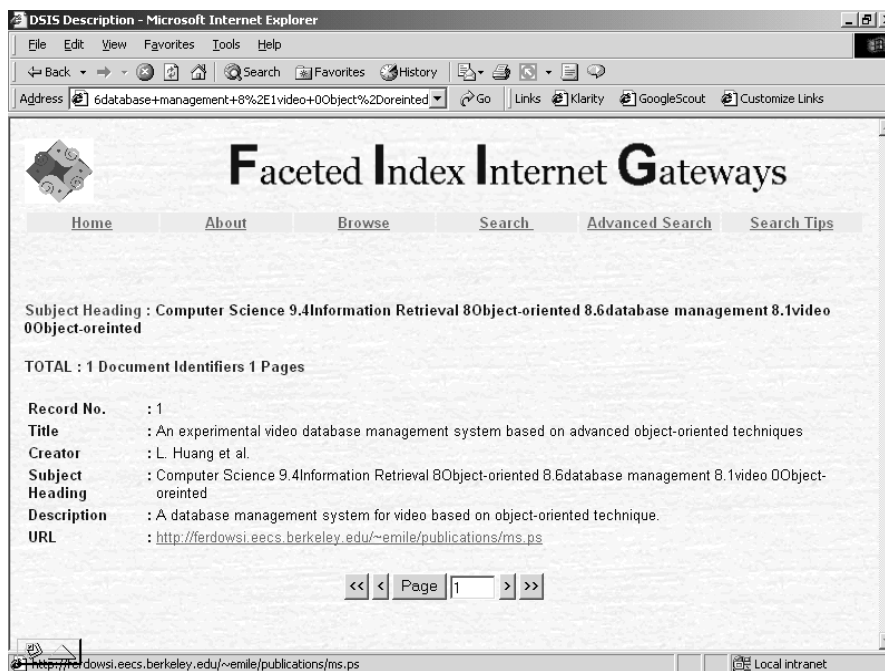 DSIS Description - Microsoft Internet Explorer
File Edit View Favorites Tools Help
Back Search Favorites History
Address 6database+management+8%2E1video+0Object%2Doreinted Go Links Klarity GoogleScout Customize Links
Faceted Index Internet Gateways
Home About Browse Search Advanced Search Search Tips
Subject Heading : Computer Science 9.4Information Retrieval 8Object-oriented 8.6database management 8.1video
0Object-oreinted
TOTAL : 1 Document Identifiers 1 Pages
Record No. : 1
Title : An experimental video database management system based on advanced object-oriented techniques
Creator : L. Huang et al.
Subject : Computer Science 9.4Information Retrieval 8Object-oriented 8.6database management 8.1video 0Object-
Heading oreinted
Description : A database management system for video based on object-oriented technique.
URL : http://ferdowsi.eecs.berkeley.edu/~emile/publications/ms.ps
<< < Page 1 > >>
http://ferdowsi.eecs.berkeley.edu/~emile/publications/ms.ps Local intranet